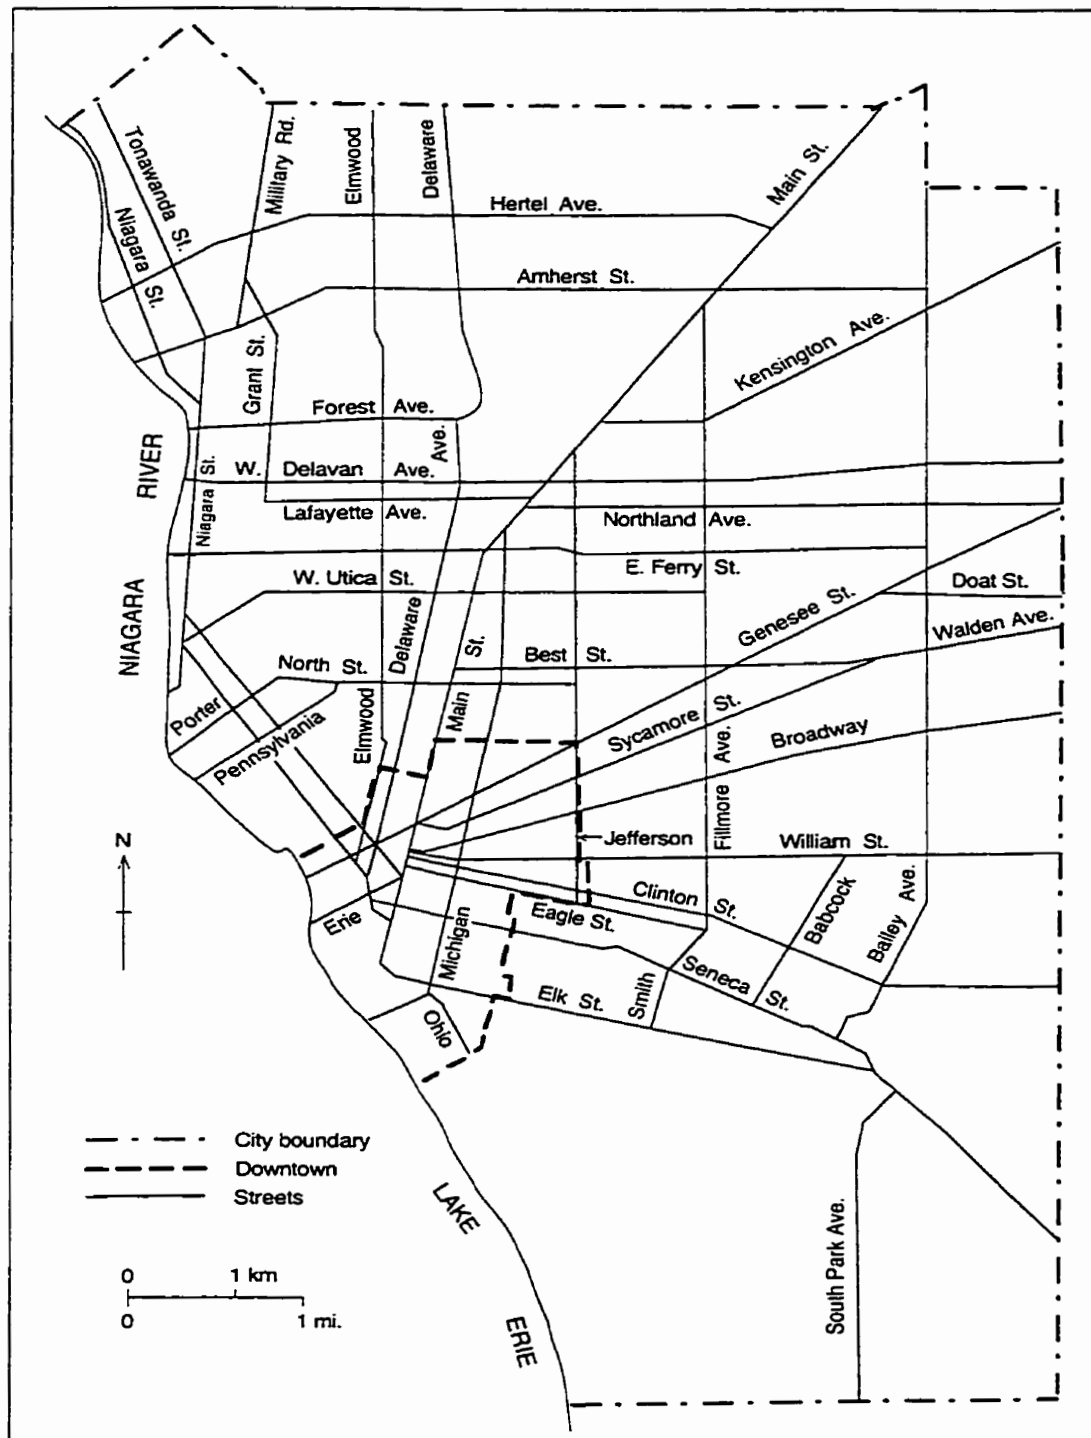 Tonawanda St.
Niagara St.
Military Rd.
Elmwood
Delaware
Main St.
Hertel Ave.
Amherst St.
Kensington Ave.
Grant St.
Forest Ave.
Ave.
W. Delavan Ave.
RIVER
Niagara St.
Lafayette Ave.
Northland Ave.
E. Ferry St.
W. Utica St.
Genesee St.
Doat St.
Walden Ave.
NIAGARA
Delaware
St.
Best St.
North St.
Porter
Pennsylvania
Elmwood
Main
Sycamore St.
Broadway
Fillmore Ave.
N
Jefferson
William St.
Clinton St.
Babcock
Bailey Ave.
Erie
Eagle St.
Michigan
Seneca St.
Elk St.
Smith
Ohio
City boundary
Downtown
Streets
LAKE
ERIE
South Park Ave.
0 1 km
0 1 mi.